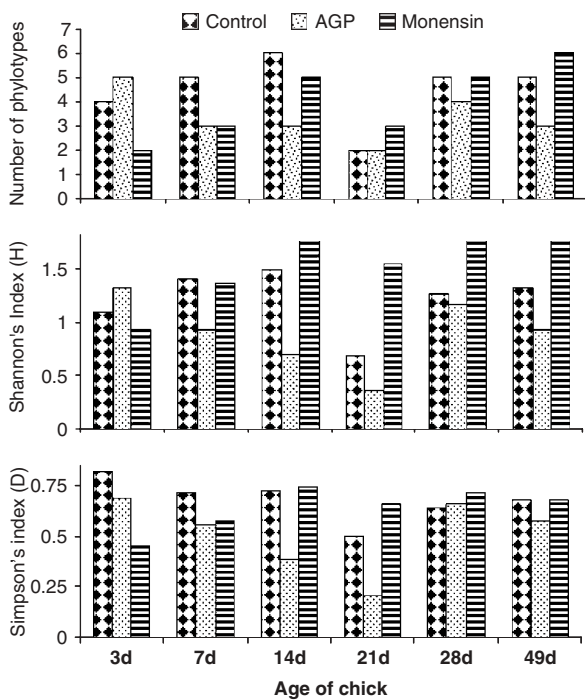 Control AGP Monensin
Number of phylotypes
7
6
5
4
3
2
1
0
Shannon's Index (H)
1.5
1
0.5
0
Simpson's index (D)
0.75
0.5
0.25
0
3d 7d 14d 21d 28d 49d
Age of chick